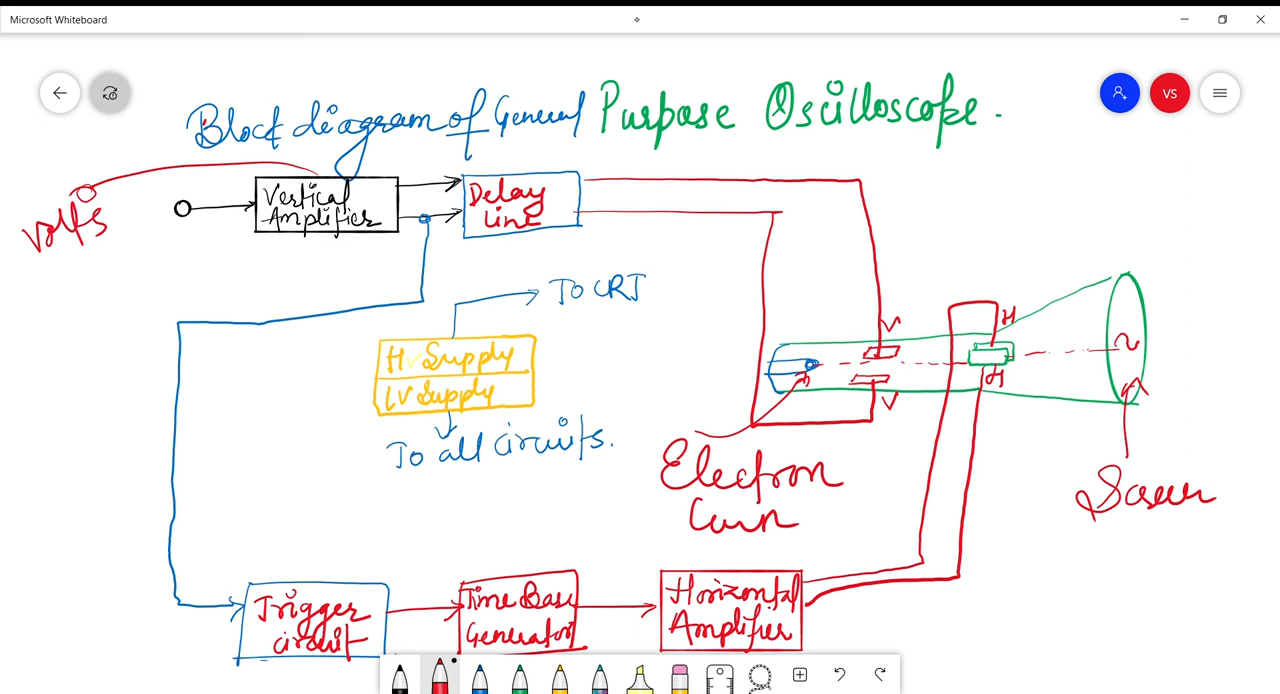 Microsoft Whiteboard
VS
Block diagram of General Purpose Oscilloscope.
Volts
Vertical
Amplifier
Delay
Line
To CRT
HV Supply
LV Supply
To all circuits.
V
V
H
H
Electron
Gun
Trigger
Circuit
Time Base
Generator
Horizontal
Amplifier